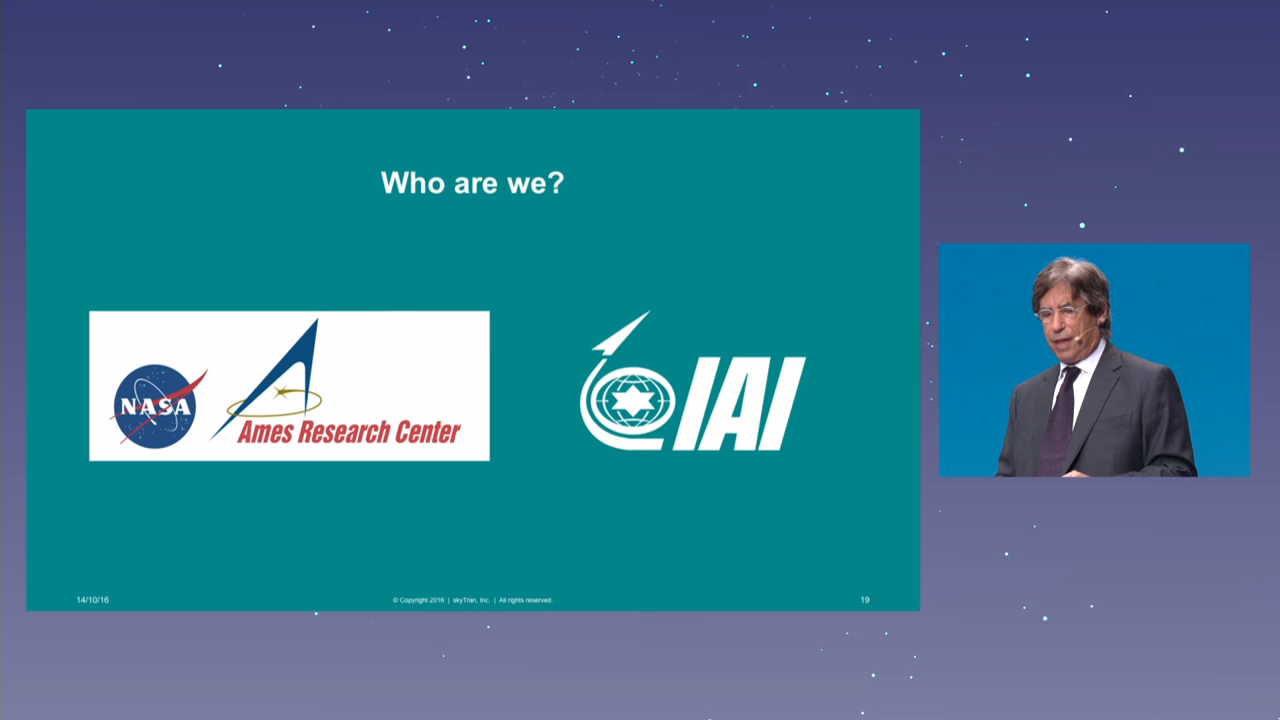 Who are we?
NASA
Ames Research Center
IAI
14/10/16
© Copyright 2016 | skyTran, Inc. | All rights reserved.
19